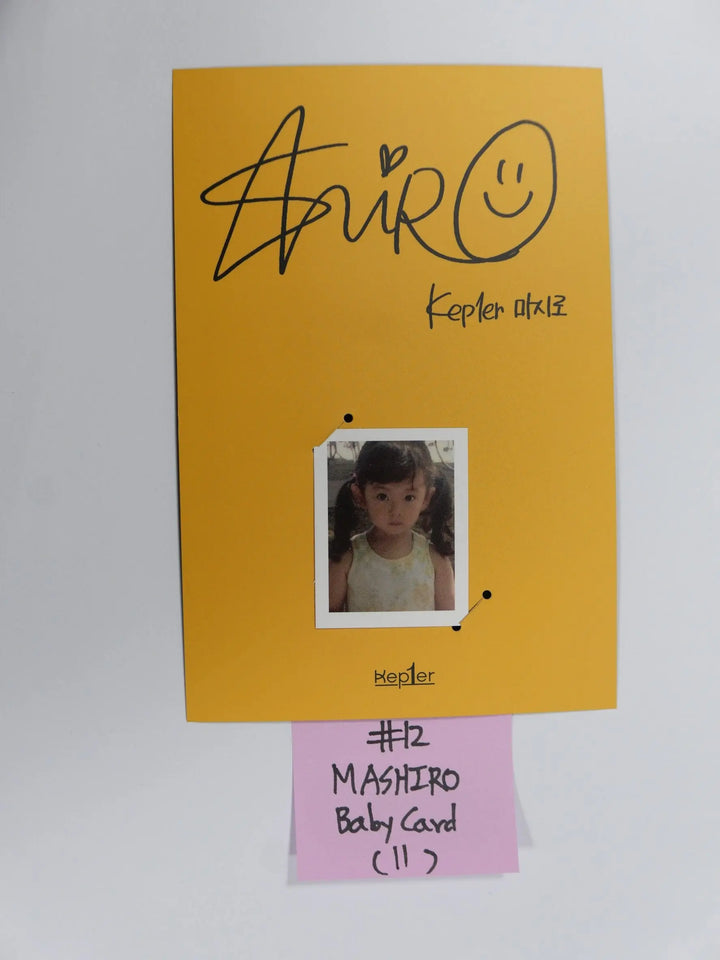 Kep1er 마시로
Kep1er
#12
MASHIRO
Baby Card
(11)